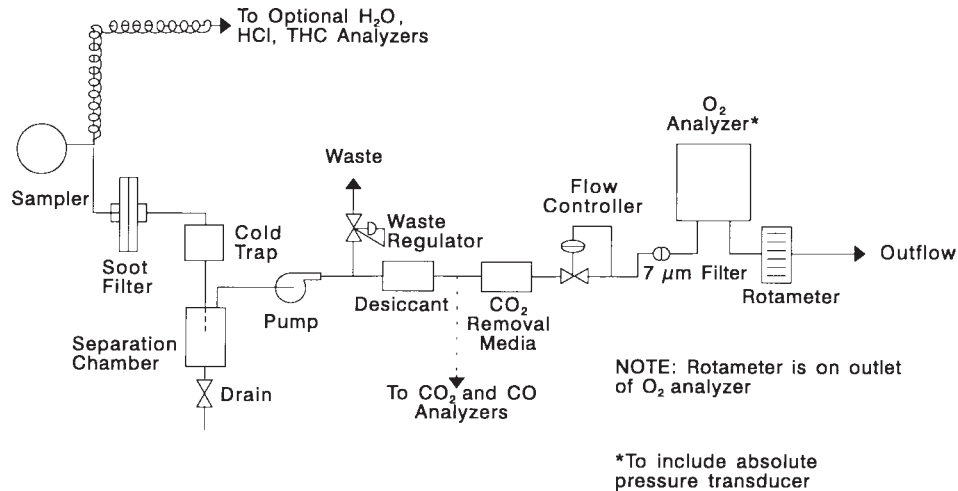 To Optional H₂O,
HCl, THC Analyzers
O₂
Analyzer*
Sampler
Waste
Flow
Controller
Waste
Regulator
Cold
Trap
Soot
Filter
7 μm Filter
Outflow
Rotameter
Pump
Desiccant
CO₂
Removal
Media
Separation
Chamber
Drain
To CO₂ and CO
Analyzers
NOTE: Rotameter is on outlet
of O₂ analyzer
*To include absolute
pressure transducer